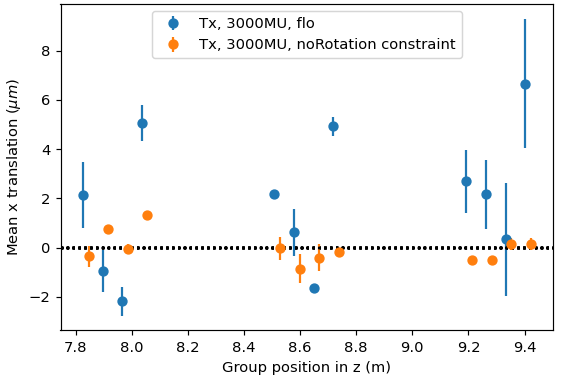 Tx, 3000MU, flo
Tx, 3000MU, noRotation constraint
Mean x translation (μm)
8
6
4
2
0
−2
7.8 8.0 8.2 8.4 8.6 8.8 9.0 9.2 9.4
Group position in z (m)